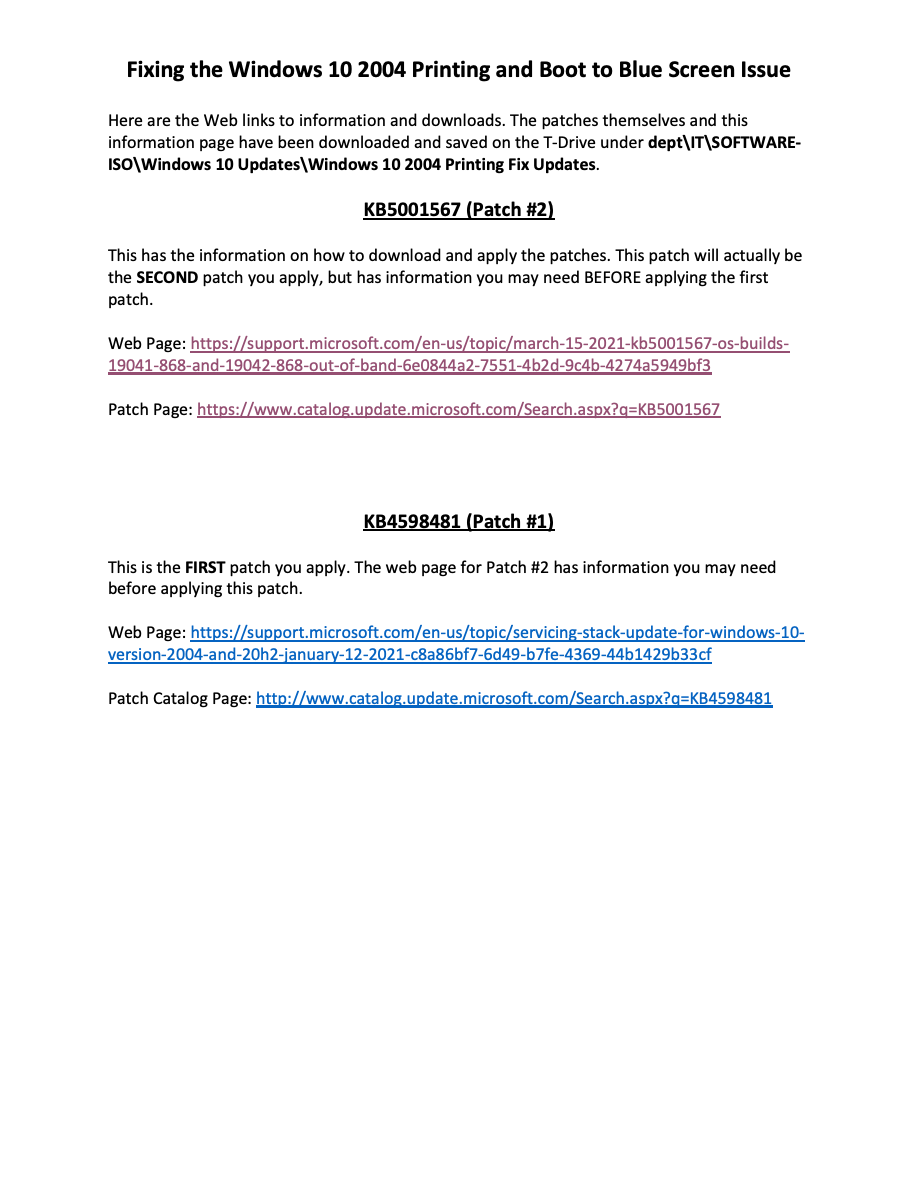 Fixing the Windows 10 2004 Printing and Boot to Blue Screen Issue
Here are the Web links to information and downloads. The patches themselves and this
information page have been downloaded and saved on the T-Drive under dept\IT\SOFTWARE-
ISO\Windows 10 Updates\Windows 10 2004 Printing Fix Updates.
KB5001567 (Patch #2)
This has the information on how to download and apply the patches. This patch will actually be
the SECOND patch you apply, but has information you may need BEFORE applying the first
patch.
Web Page: https://support.microsoft.com/en-us/topic/march-15-2021-kb5001567-os-builds-
19041-868-and-19042-868-out-of-band-6e0844a2-7551-4b2d-9c4b-4274a5949bf3
Patch Page: https://www.catalog.update.microsoft.com/Search.aspx?q=KB5001567
KB4598481 (Patch #1)
This is the FIRST patch you apply. The web page for Patch #2 has information you may need
before applying this patch.
Web Page: https://support.microsoft.com/en-us/topic/servicing-stack-update-for-windows-10-
version-2004-and-20h2-january-12-2021-c8a86bf7-6d49-b7fe-4369-44b1429b33cf
Patch Catalog Page: http://www.catalog.update.microsoft.com/Search.aspx?q=KB4598481